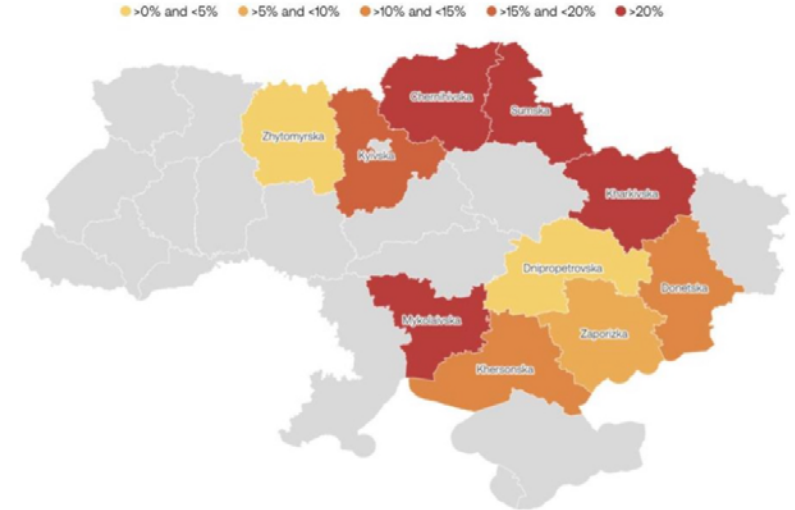 >0% and <5% >5% and <10% >10% and <15% >15% and <20% >20%
Chernihivska
Sumska
Zhytomyrska
Kyivska
Kharkivska
Dnipropetrovska
Donetska
Mykolaivska
Zaporizka
Khersonska